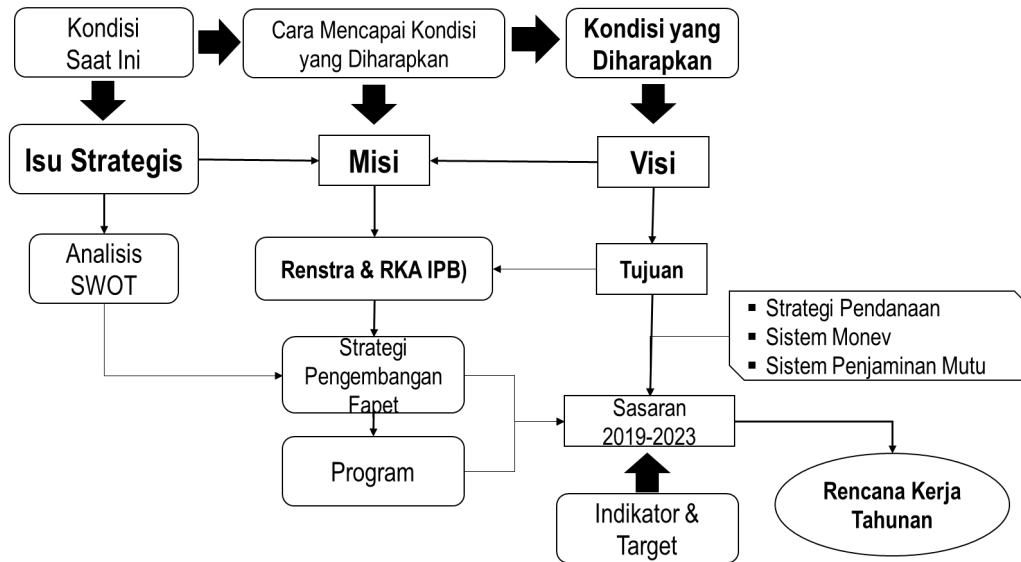 Kondisi
Saat Ini
Cara Mencapai Kondisi
yang Diharapkan
Kondisi yang
Diharapkan
Isu Strategis
Misi
Visi
Analisis
SWOT
Renstra & RKA IPB)
Tujuan
▪ Strategi Pendanaan
▪ Sistem Monev
▪ Sistem Penjaminan Mutu
Strategi
Pengembangan
Fapet
Sasaran
2019-2023
Program
Indikator &
Target
Rencana Kerja
Tahunan